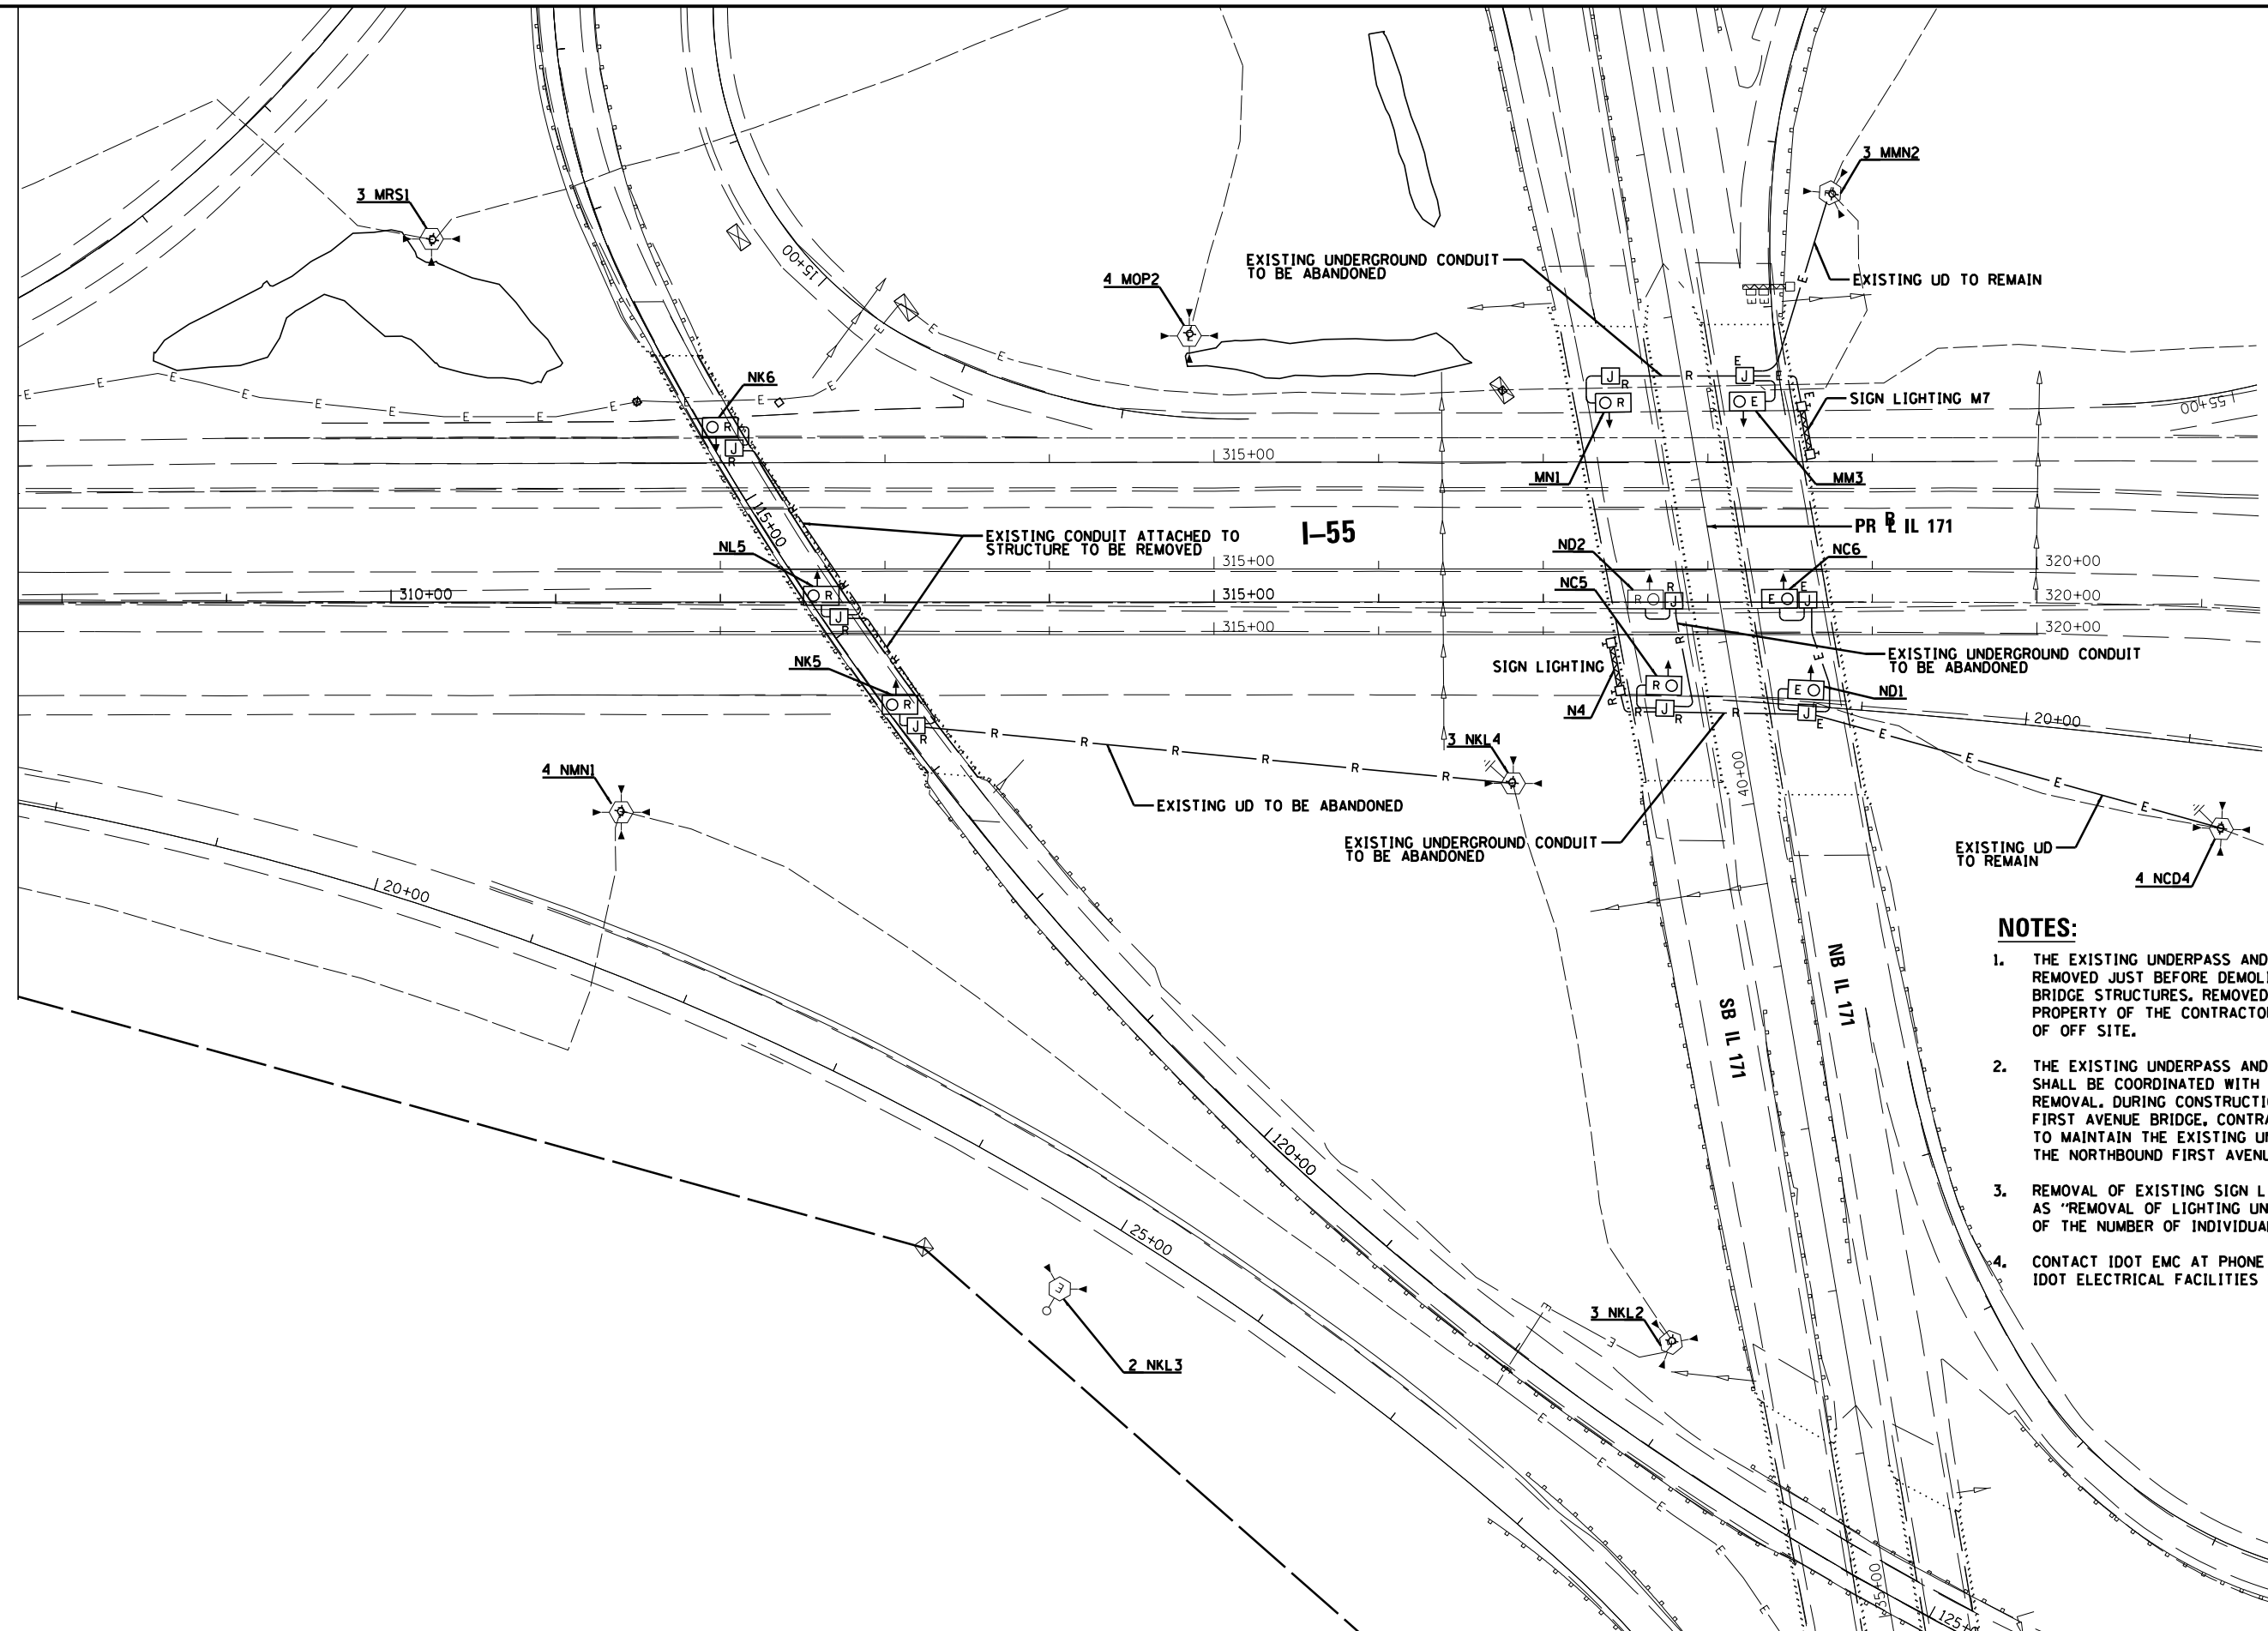 3 MRS1
4 MOP2
3 MMN2
EXISTING UNDERGROUND CONDUIT
TO BE ABANDONED
EXISTING UD TO REMAIN
15+00
NK6
SIGN LIGHTING M7
155+00
315+00
MN1
MM3
115+00
EXISTING CONDUIT ATTACHED TO
STRUCTURE TO BE REMOVED
I-55
PR IL 171
NL5
ND2
NC6
NC5
315+00
320+00
310+00
315+00
320+00
315+00
320+00
NK5
SIGN LIGHTING
N4
EXISTING UNDERGROUND CONDUIT
TO BE ABANDONED
ND1
120+00
3 NKL4
4 NMN1
140+00
EXISTING UD TO BE ABANDONED
EXISTING UNDERGROUND CONDUIT
TO BE ABANDONED
EXISTING UD
TO REMAIN
4 NCD4
120+00
NB IL 171
SB IL 171
NOTES:
1. THE EXISTING UNDERPASS AND
REMOVED JUST BEFORE
BRIDGE STRUCTURES. REMOVED
PROPERTY OF THE
OF OFF SITE.
2. THE EXISTING UNDERPASS AND
SHALL BE COORDINATED WITH
REMOVAL. DURING
FIRST AVENUE BRIDGE,
TO MAINTAIN THE EXISTING
THE NORTHBOUND FIRST
3. REMOVAL OF EXISTING SIGN L
AS "REMOVAL OF LIGHTING
OF THE NUMBER OF
4. CONTACT IDOT EMC AT PHONE
IDOT ELECTRICAL FACILITIES
120+00
125+00
3 NKL2
2 NKL3
135+00